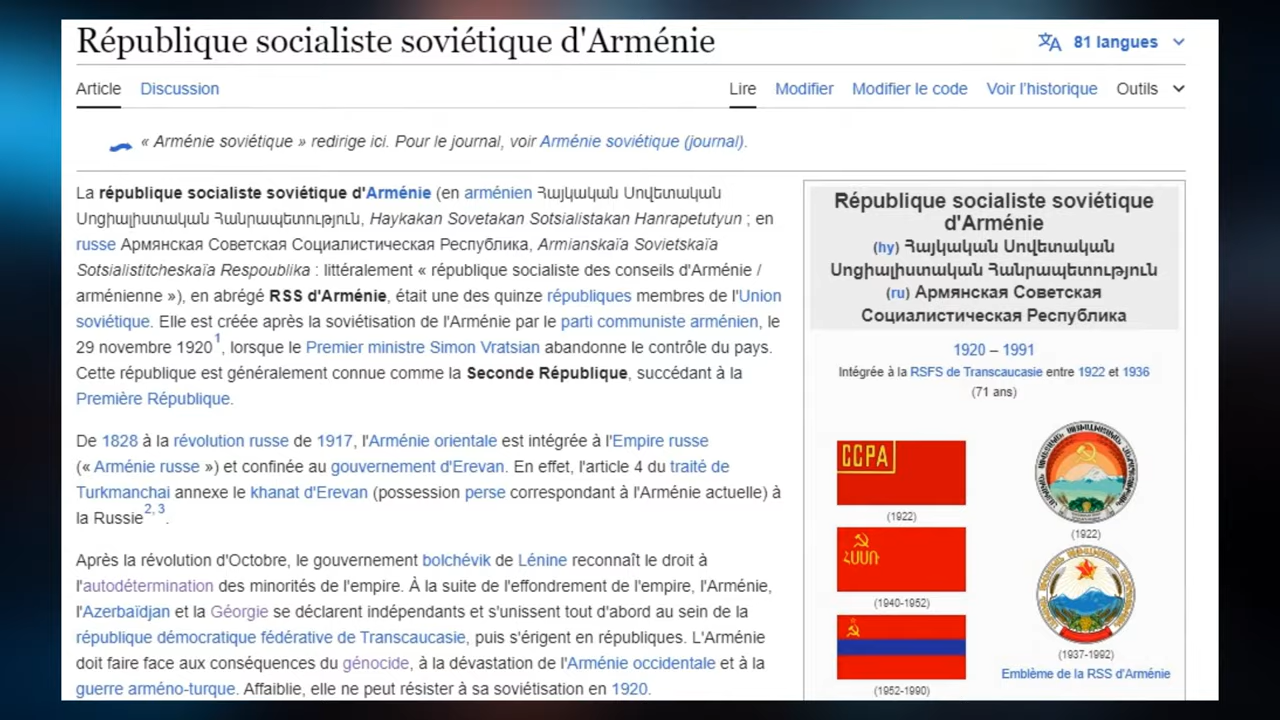 République socialiste soviétique d'Arménie
81 langues
Article
Discussion
Lire
Modifier
Modifier le code
Voir l'historique
Outils
« Arménie soviétique » redirige ici. Pour le journal, voir Arménie soviétique (journal).
La république socialiste soviétique d'Arménie (en arménien Հայկական Սովետական
Սոցիալիստական Հանրապետություն, Haykakan Sovetakan Sotsialistakan Hanrapetutyun ; en
russe Армянская Советская Социалистическая Республика, Armianskaïa Sovietskaïa
Sotsialistitcheskaïa Respoublika : littéralement « république socialiste des conseils d'Arménie /
arménienne »), en abrégé RSS d'Arménie, était une des quinze républiques membres de l'Union
soviétique. Elle est créée après la soviétisation de l'Arménie par le parti communiste arménien, le
29 novembre 1920 1, lorsque le Premier ministre Simon Vratsian abandonne le contrôle du pays.
Cette république est généralement connue comme la Seconde République, succédant à la
Première République.
De 1828 à la révolution russe de 1917, l'Arménie orientale est intégrée à l'Empire russe
(« Arménie russe ») et confinée au gouvernement d'Erevan. En effet, l'article 4 du traité de
Turkmanchai annexe le khanat d'Erevan (possession perse correspondant à l'Arménie actuelle) à
la Russie 2, 3.
Après la révolution d'Octobre, le gouvernement bolchévik de Lénine reconnaît le droit à
l'autodétermination des minorités de l'empire. À la suite de l'effondrement de l'empire, l'Arménie,
l'Azerbaïdjan et la Géorgie se déclarent indépendants et s'unissent tout d'abord au sein de la
république démocratique fédérative de Transcaucasie, puis s'érigent en républiques. L'Arménie
doit faire face aux conséquences du génocide, à la dévastation de l'Arménie occidentale et à la
guerre arméno-turque. Affaiblie, elle ne peut résister à sa soviétisation en 1920.
République socialiste soviétique
d'Arménie
(hy) Հայկական Սովետական
Սոցիալիստական Հանրապետություն
(ru) Армянская Советская
Социалистическая Республика
1920 – 1991
Intégrée à la RSFS de Transcaucasie entre 1922 et 1936
(71 ans)
ССРА
(1922)
(1922)
ՀՍՍՌ
(1940-1952)
(1937-1992)
(1952-1990)
Emblème de la RSS d'Arménie